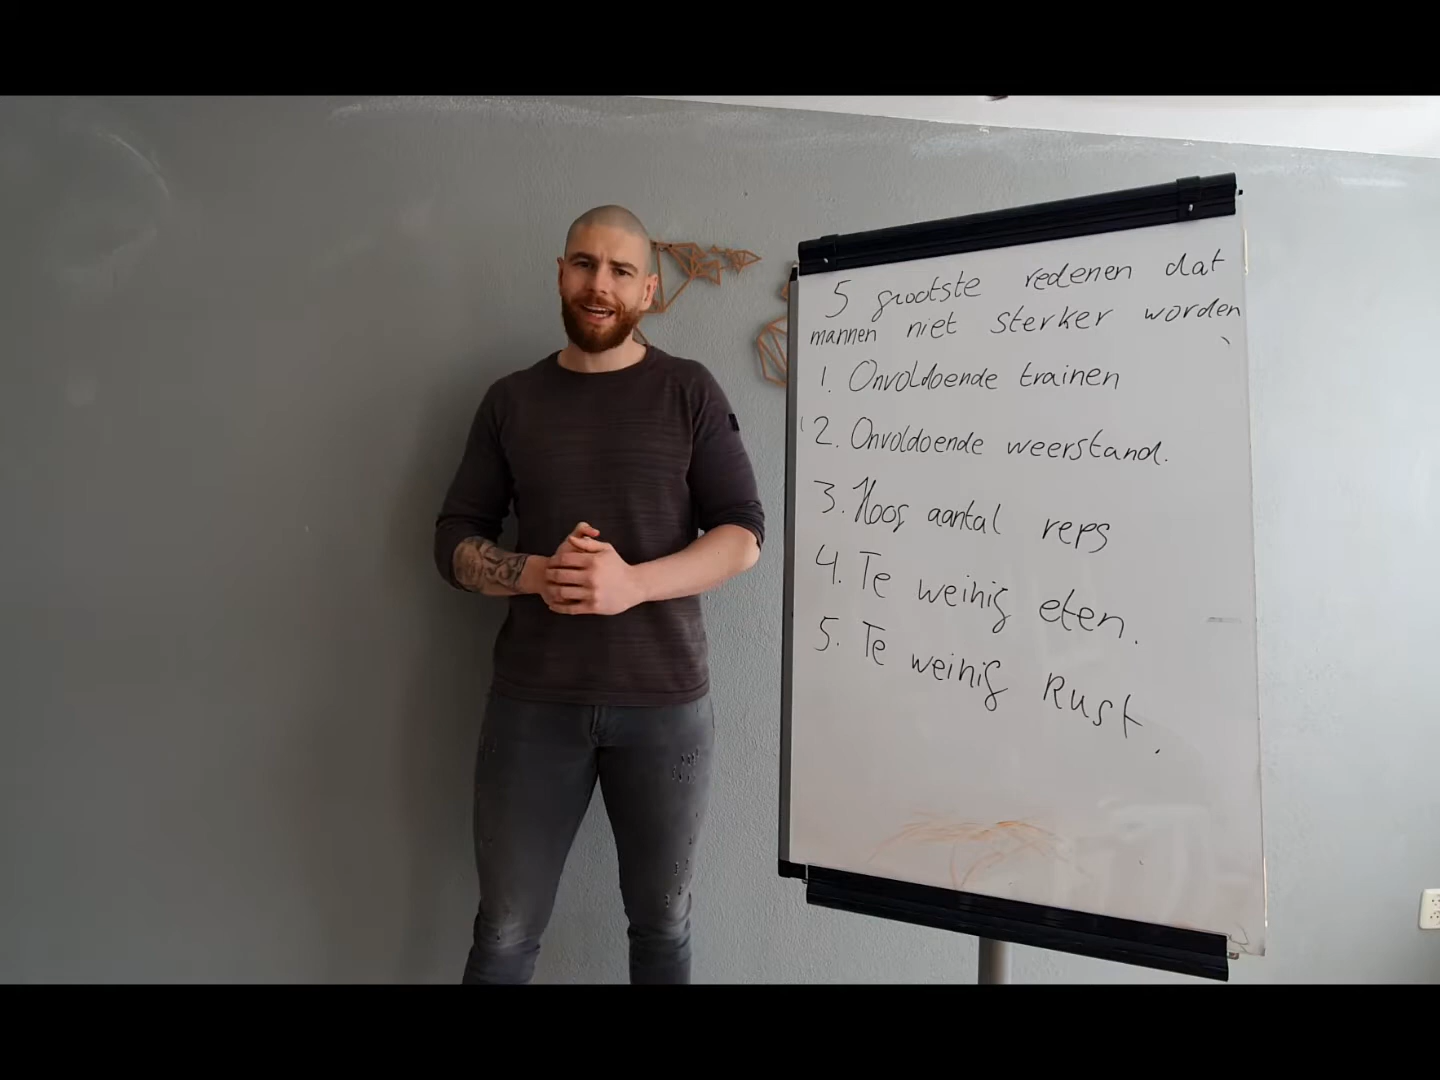 5 grootste redenen dat
mannen niet sterker worden
1. Onvoldoende trainen
2. Onvoldoende weerstand.
3. Hoog aantal reps
4. Te weinig eten.
5. Te weinig Rust.